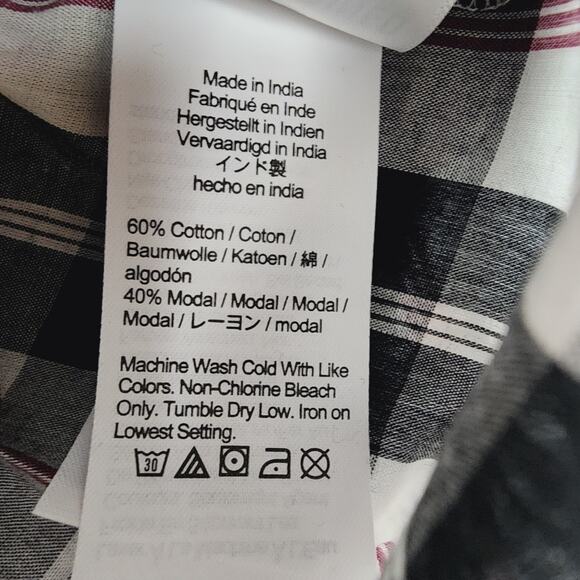 Made in India
Fabriqué en Inde
Hergestellt in Indien
Vervaardigd in India
インド製
hecho en india
60% Cotton / Coton /
Baumwolle / Katoen / 綿 /
algodón
40% Modal / Modal / Modal /
Modal / レーヨン / modal
Machine Wash Cold With Like
Colors. Non-Chlorine Bleach
Only. Tumble Dry Low. Iron on
Lowest Setting.
30